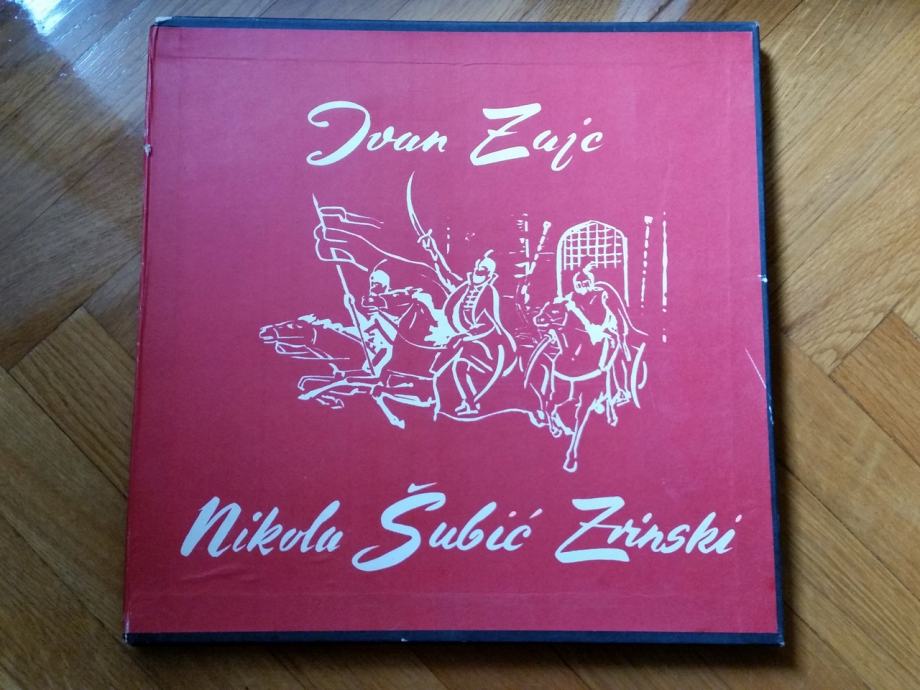 Ivan Zajc
Nikola Šubić Zrinski